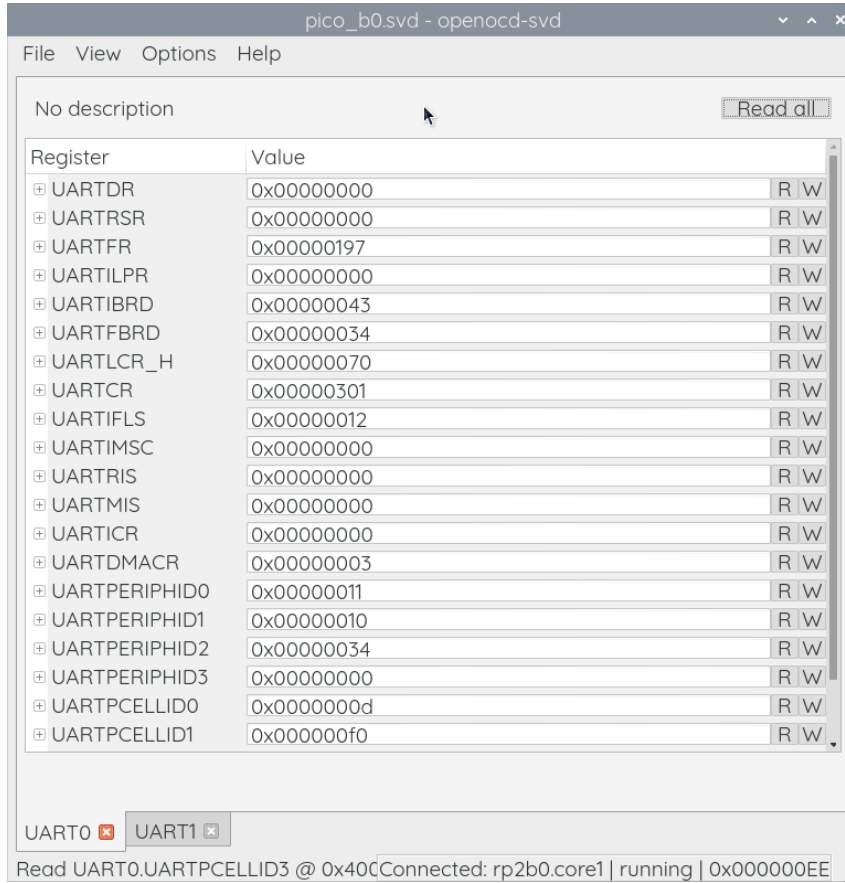 pico_b0.svd - openocd-svd
File View Options Help
No description Read all
Register Value
UARTDR 0x00000000 R W
UARTRSR 0x00000000 R W
UARTFR 0x00000197 R W
UARTILPR 0x00000000 R W
UARTIBRD 0x00000043 R W
UARTFBRD 0x00000034 R W
UARTLCR_H 0x00000070 R W
UARTCR 0x00000301 R W
UARTIFLS 0x00000012 R W
UARTIMSC 0x00000000 R W
UARTRIS 0x00000000 R W
UARTMIS 0x00000000 R W
UARTICR 0x00000000 R W
UARTDMACR 0x00000003 R W
UARTPERIPHID0 0x00000011 R W
UARTPERIPHID1 0x00000010 R W
UARTPERIPHID2 0x00000034 R W
UARTPERIPHID3 0x00000000 R W
UARTPCELLID0 0x0000000d R W
UARTPCELLID1 0x000000f0 R W
UART0 UART1
Read UART0.UARTPCELLID3 @ 0x400 Connected: rp2b0.core1 | running | 0x000000EE